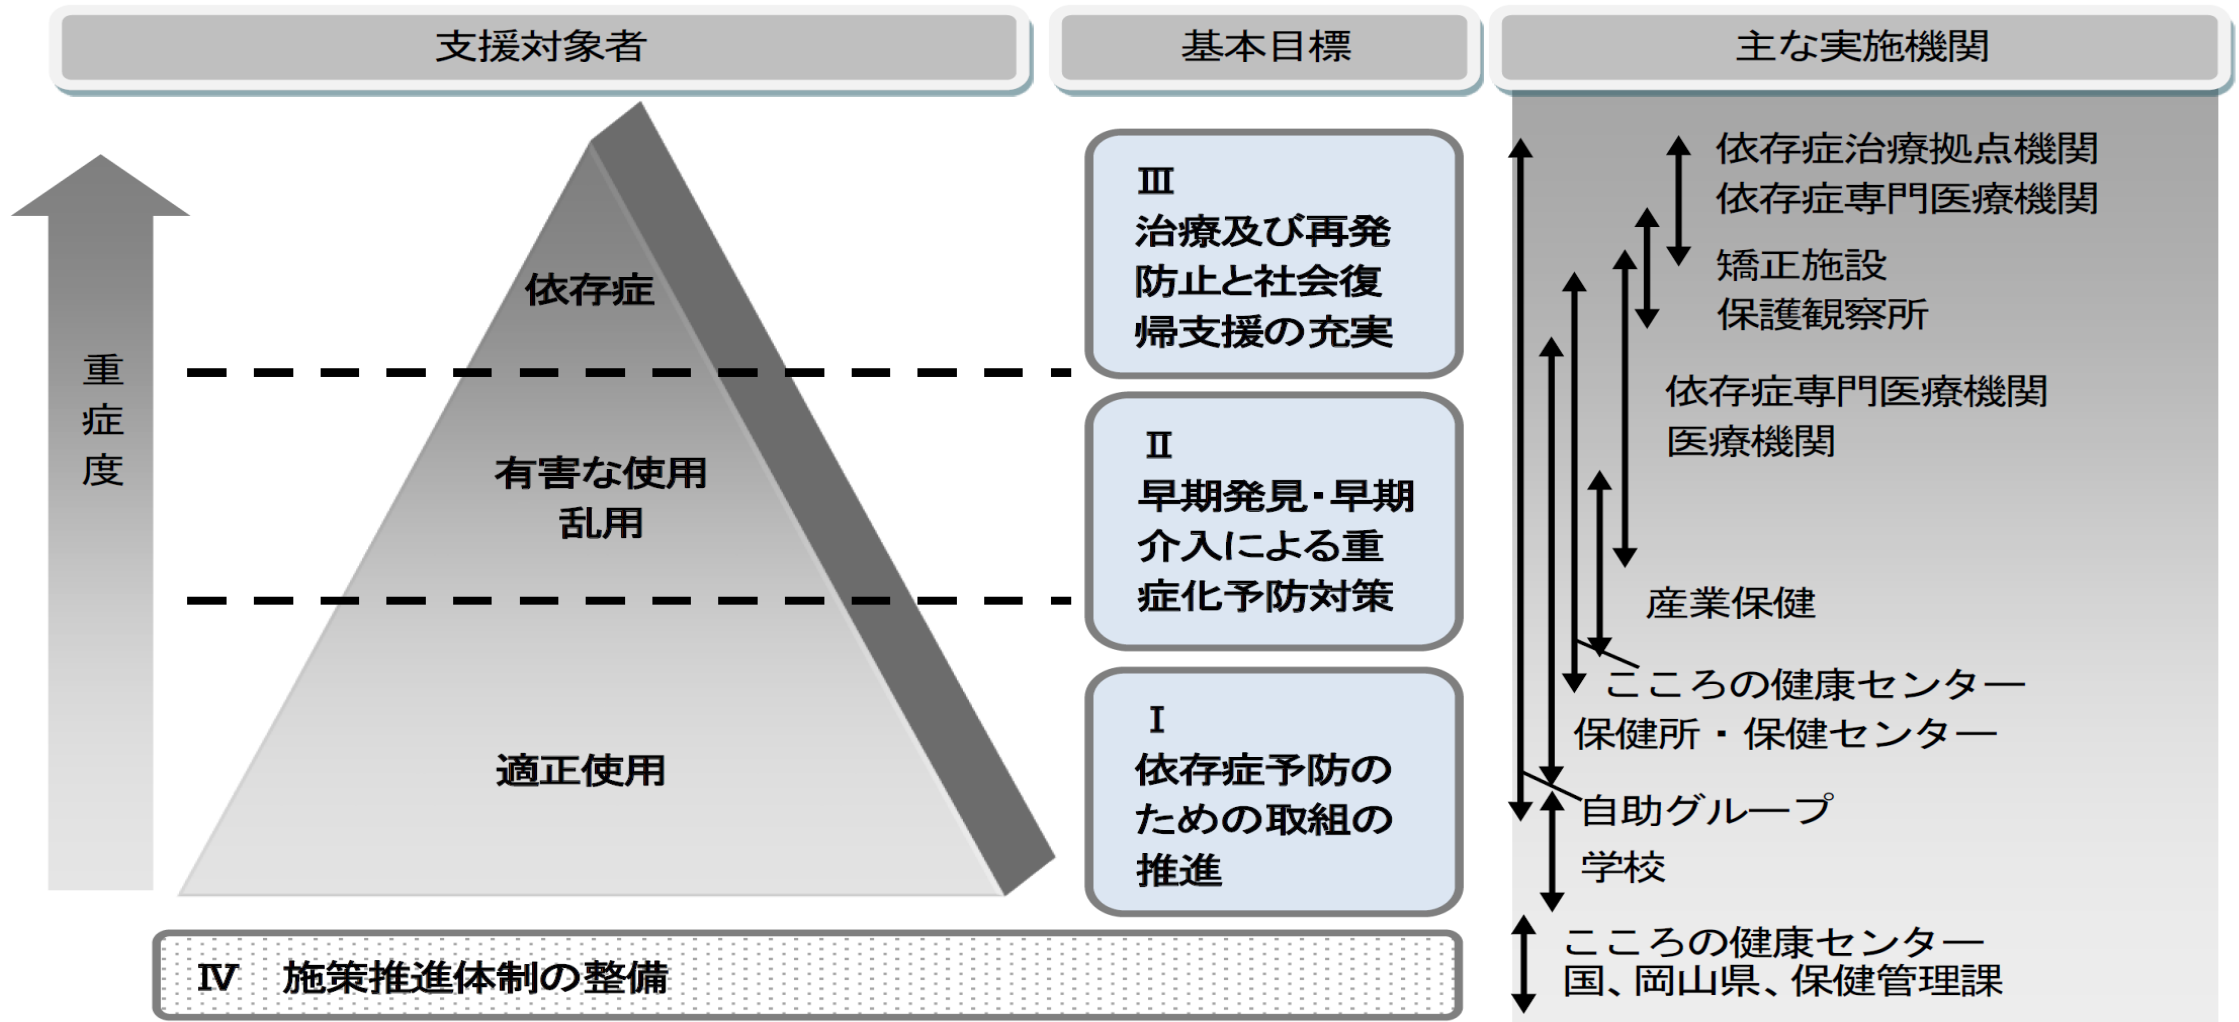 支援対象者
基本目標
主な実施機関
重
症
度
依存症
有害な使用
乱用
適正使用
Ⅲ
治療及び再発
防止と社会復
帰支援の充実
Ⅱ
早期発見・早期
介入による重
症化予防対策
Ⅰ
依存症予防の
ための取組の
推進
Ⅳ 施策推進体制の整備
依存症治療拠点機関
依存症専門医療機関
矯正施設
保護観察所
依存症専門医療機関
医療機関
産業保健
こころの健康センター
保健所・保健センター
自助グループ
学校
こころの健康センター
国、岡山県、保健管理課